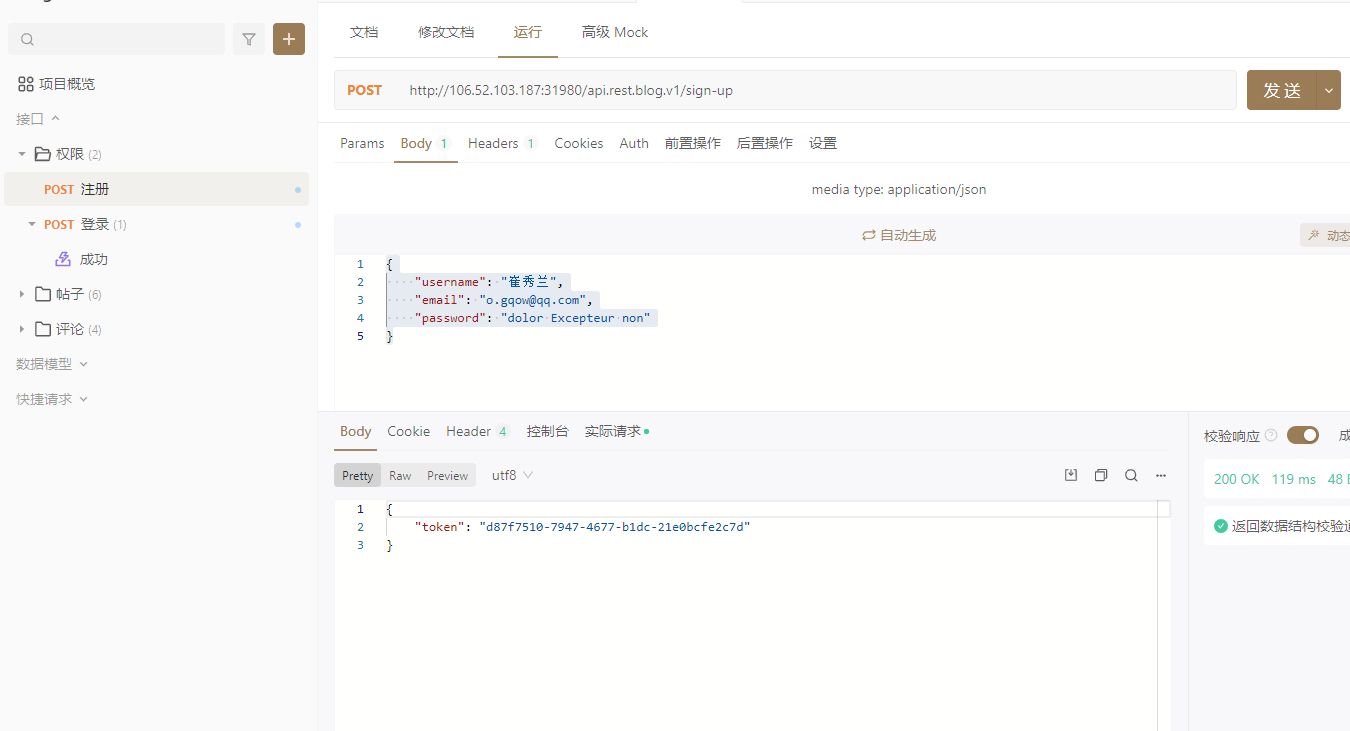 文档 修改文档 运行 高级 Mock
项目概览
接口
权限 (2)
POST 注册
POST 登录 (1)
成功
帖子 (6)
评论 (4)
数据模型
快捷请求
POST http://106.52.103.187:31980/api.rest.blog.v1/sign-up
发 送
Params Body 1 Headers 1 Cookies Auth 前置操作 后置操作 设置
media type: application/json
自动生成
动态
1 {
2 "username": "崔秀兰",
3 "email": "o.gqow@qq.com",
4 "password": "dolor Excepteur non"
5 }
Body Cookie Header 4 控制台 实际请求
Pretty Raw Preview utf8
1 {
2 "token": "d87f7510-7947-4677-b1dc-21e0bcfe2c7d"
3 }
校验响应 成
200 OK 119 ms 48
返回数据结构校验通